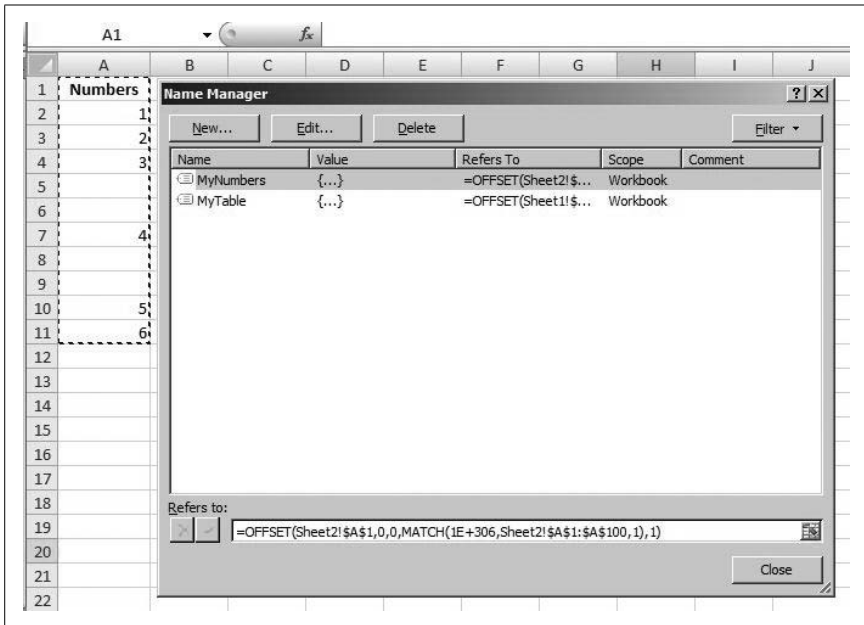 A1 fx
A B C D E F G H I J
1 Numbers
2 1
3 2
4 3
5
6
7 4
8
9
10 5
11 6
12
13
14
15
16
17
18
19
20
21
22
Name Manager ? X
New... Edit... Delete Filter
Name Value Refers To Scope Comment
MyNumbers {...} =OFFSET(Sheet2!$... Workbook
MyTable {...} =OFFSET(Sheet1!$... Workbook
Refers to:
=OFFSET(Sheet2!$A$1,0,0,MATCH(1E+306,Sheet2!$A$1:$A$100,1),1)
Close